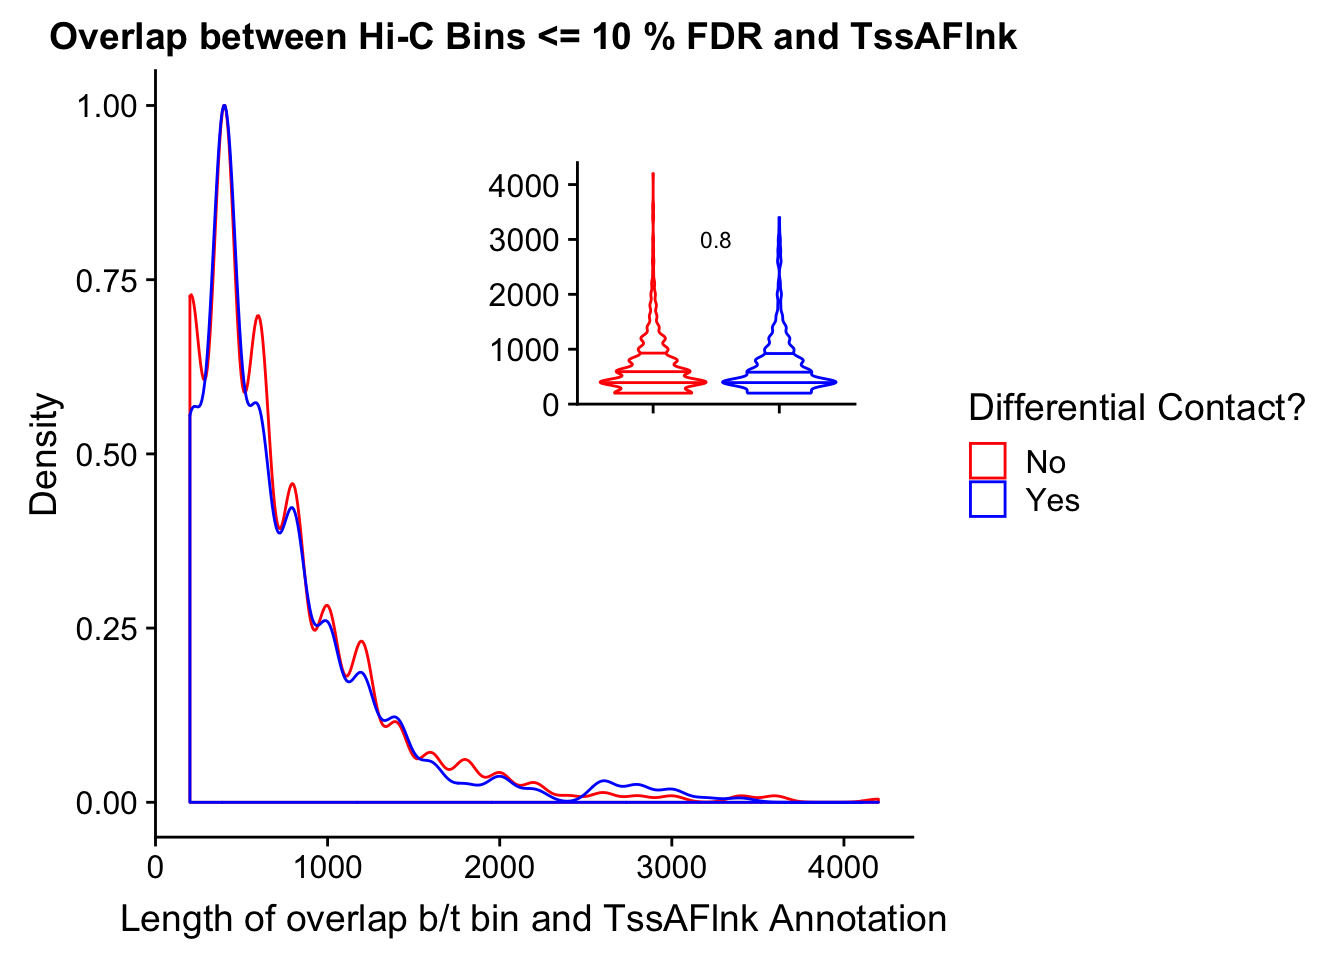 Overlap between Hi-C Bins <= 10 % FDR and TssAFlnk
1.00
0.75
0.50
0.25
0.00
Density
4000
3000
2000
1000
0
0.8
Differential Contact?
No
Yes
0
1000
2000
3000
4000
Length of overlap b/t bin and TssAFlnk Annotation